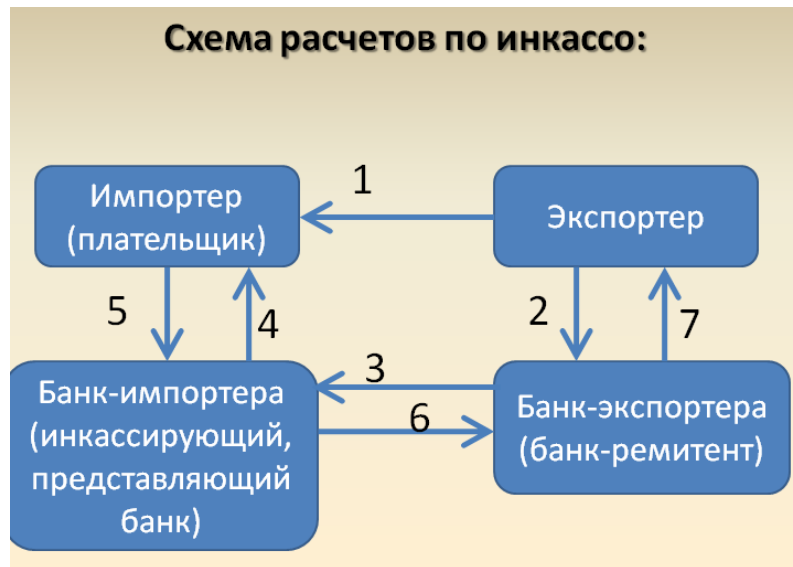 Схема расчетов по инкассо:
Импортер
(плательщик)
1
Экспортер
5
4
2
7
Банк-импортера
(инкассирующий,
представляющий
банк)
3
6
Банк-экспортера
(банк-ремитент)